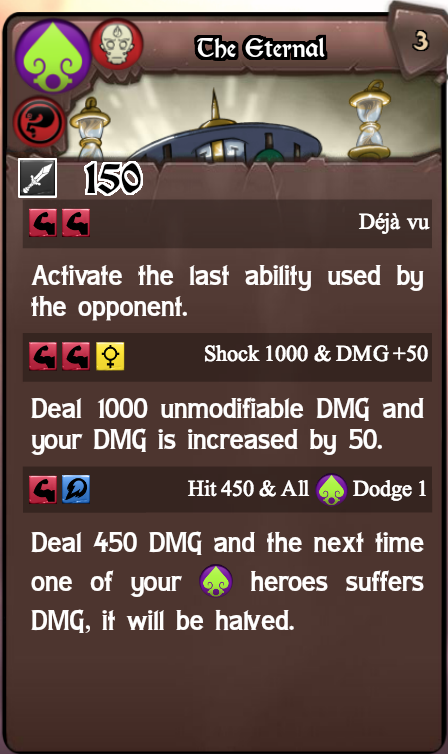 The Eternal
3
150
Déjà vu
Activate the last ability used by
the opponent.
Shock 1000 & DMG +50
Deal 1000 unmodifiable DMG and
your DMG is increased by 50.
Hit 450 & All Dodge 1
Deal 450 DMG and the next time
one of your heroes suffers
DMG, it will be halved.